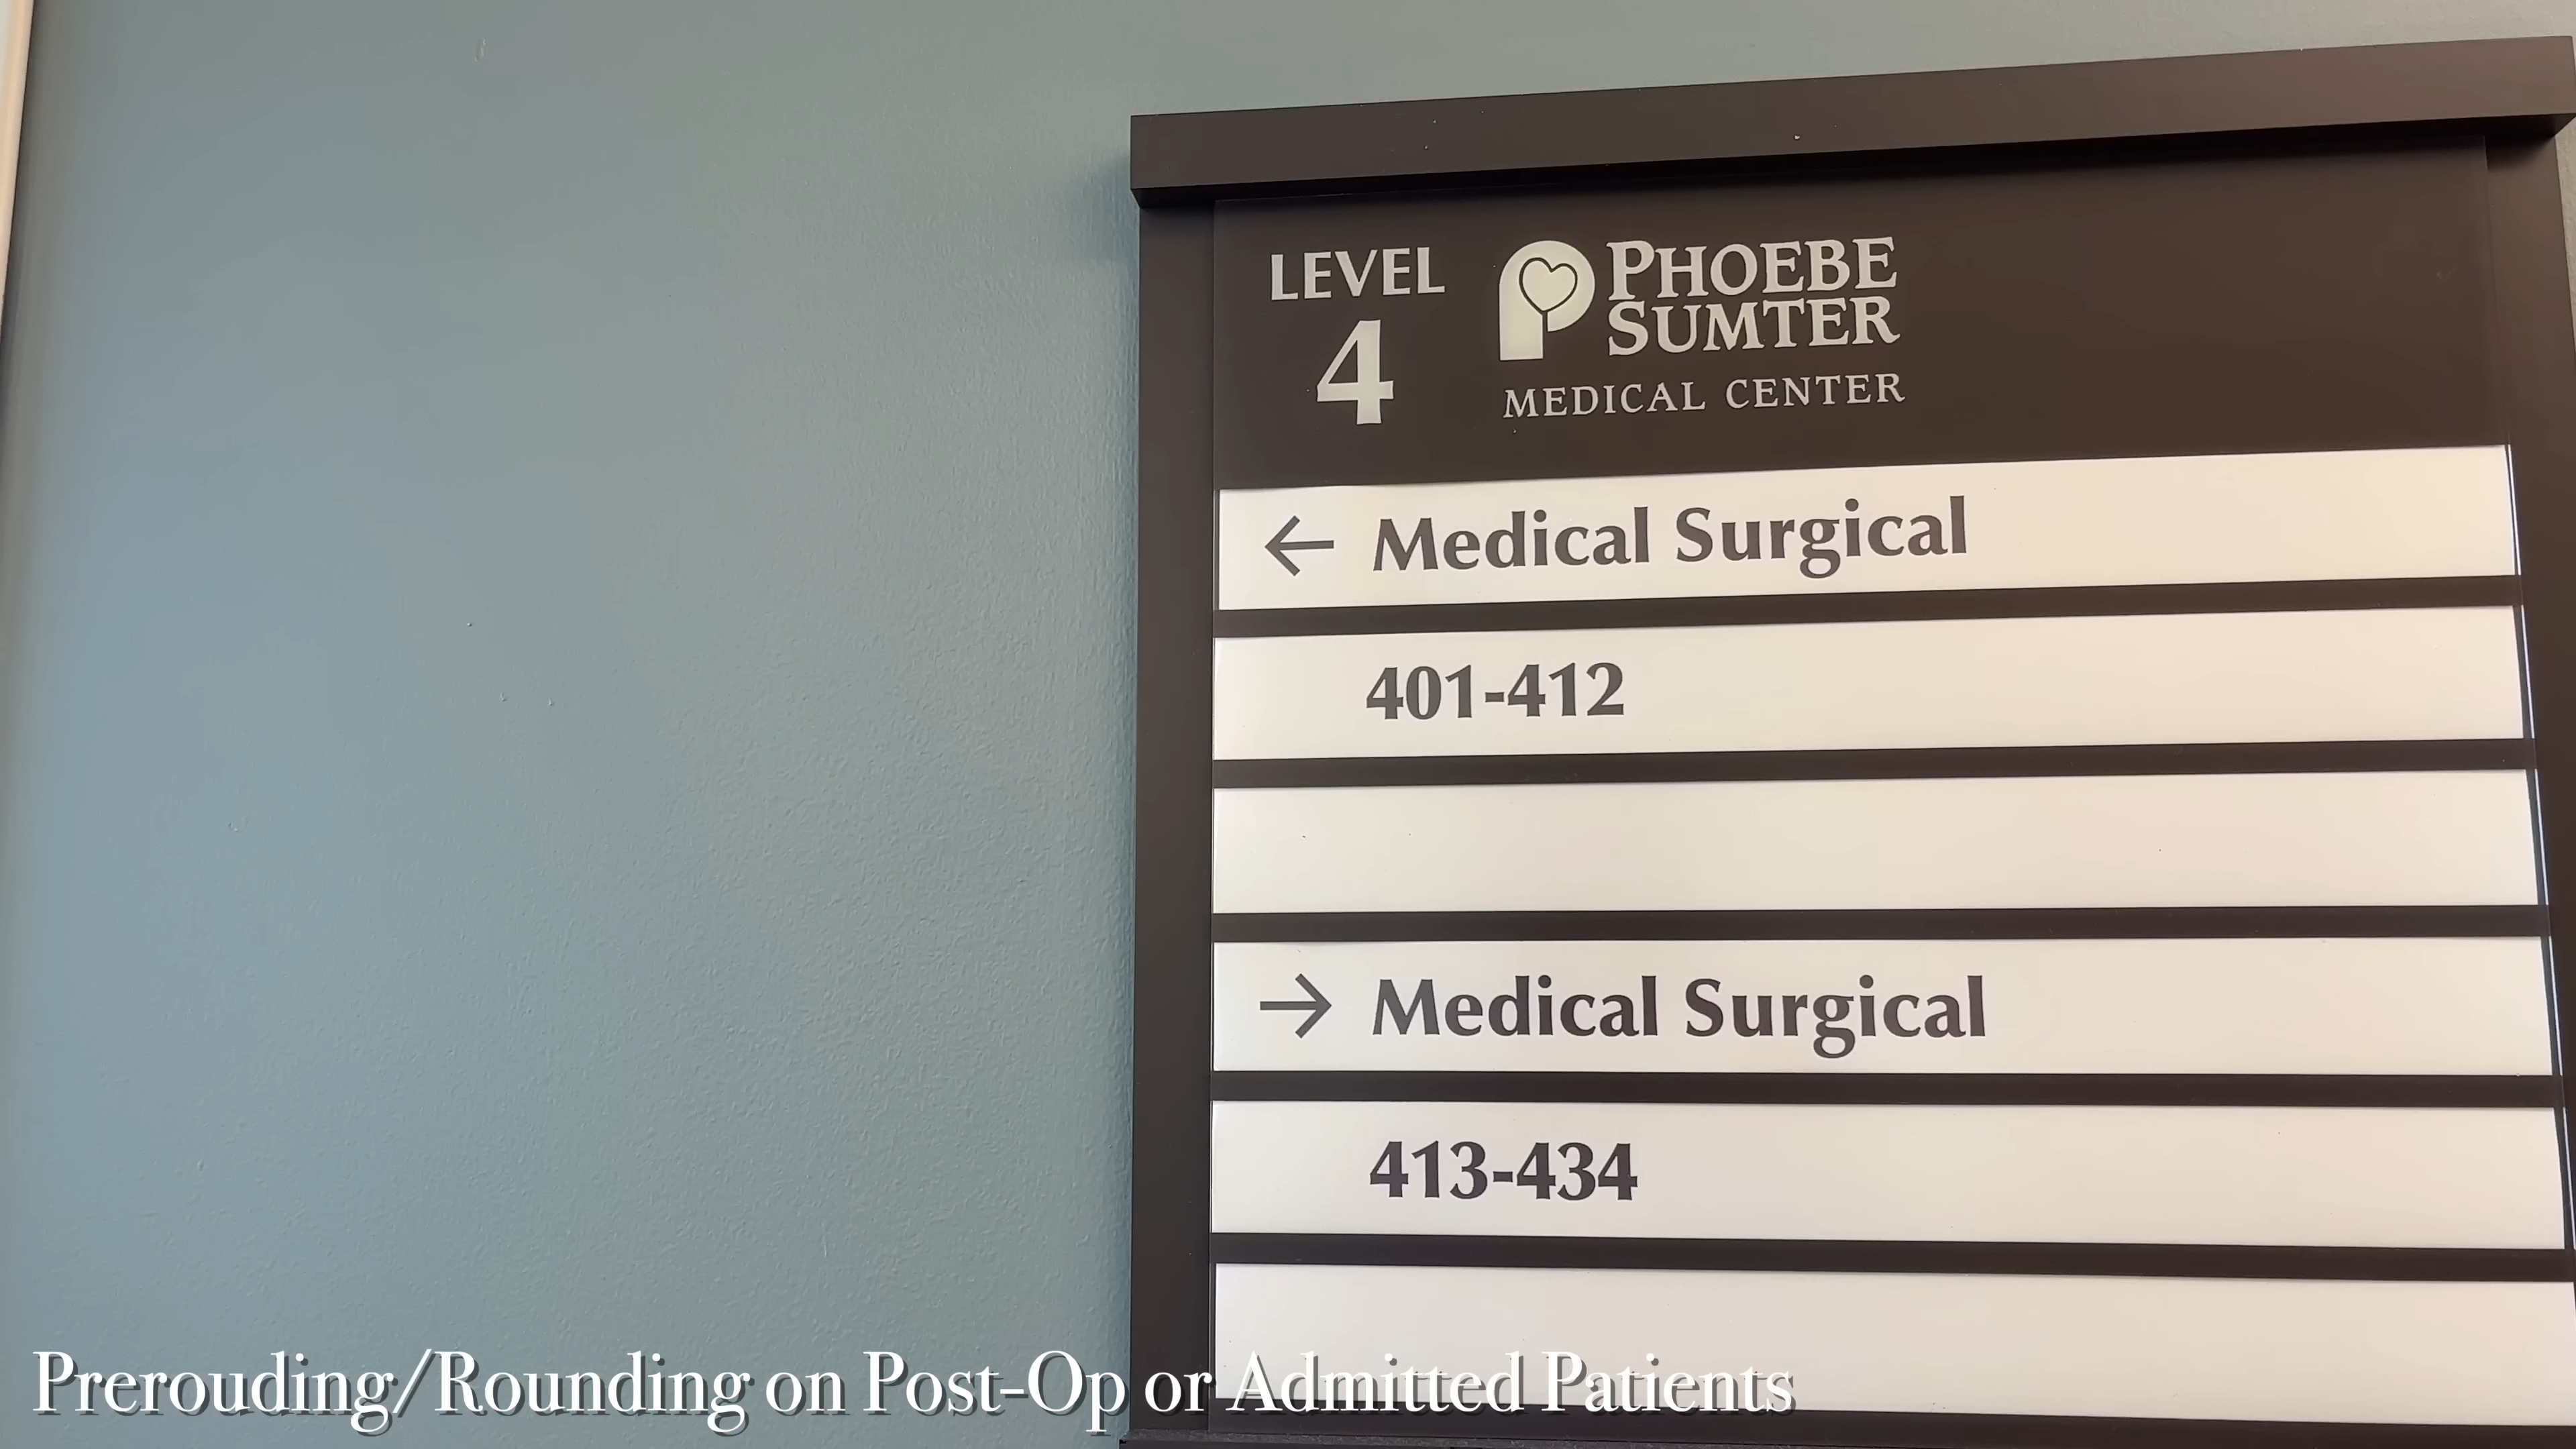 LEVEL
4
PHOEBE
SUMTER
MEDICAL CENTER
← Medical Surgical
401-412
→ Medical Surgical
413-434
Prerouding/Rounding on Post-Op or Admitted Patients